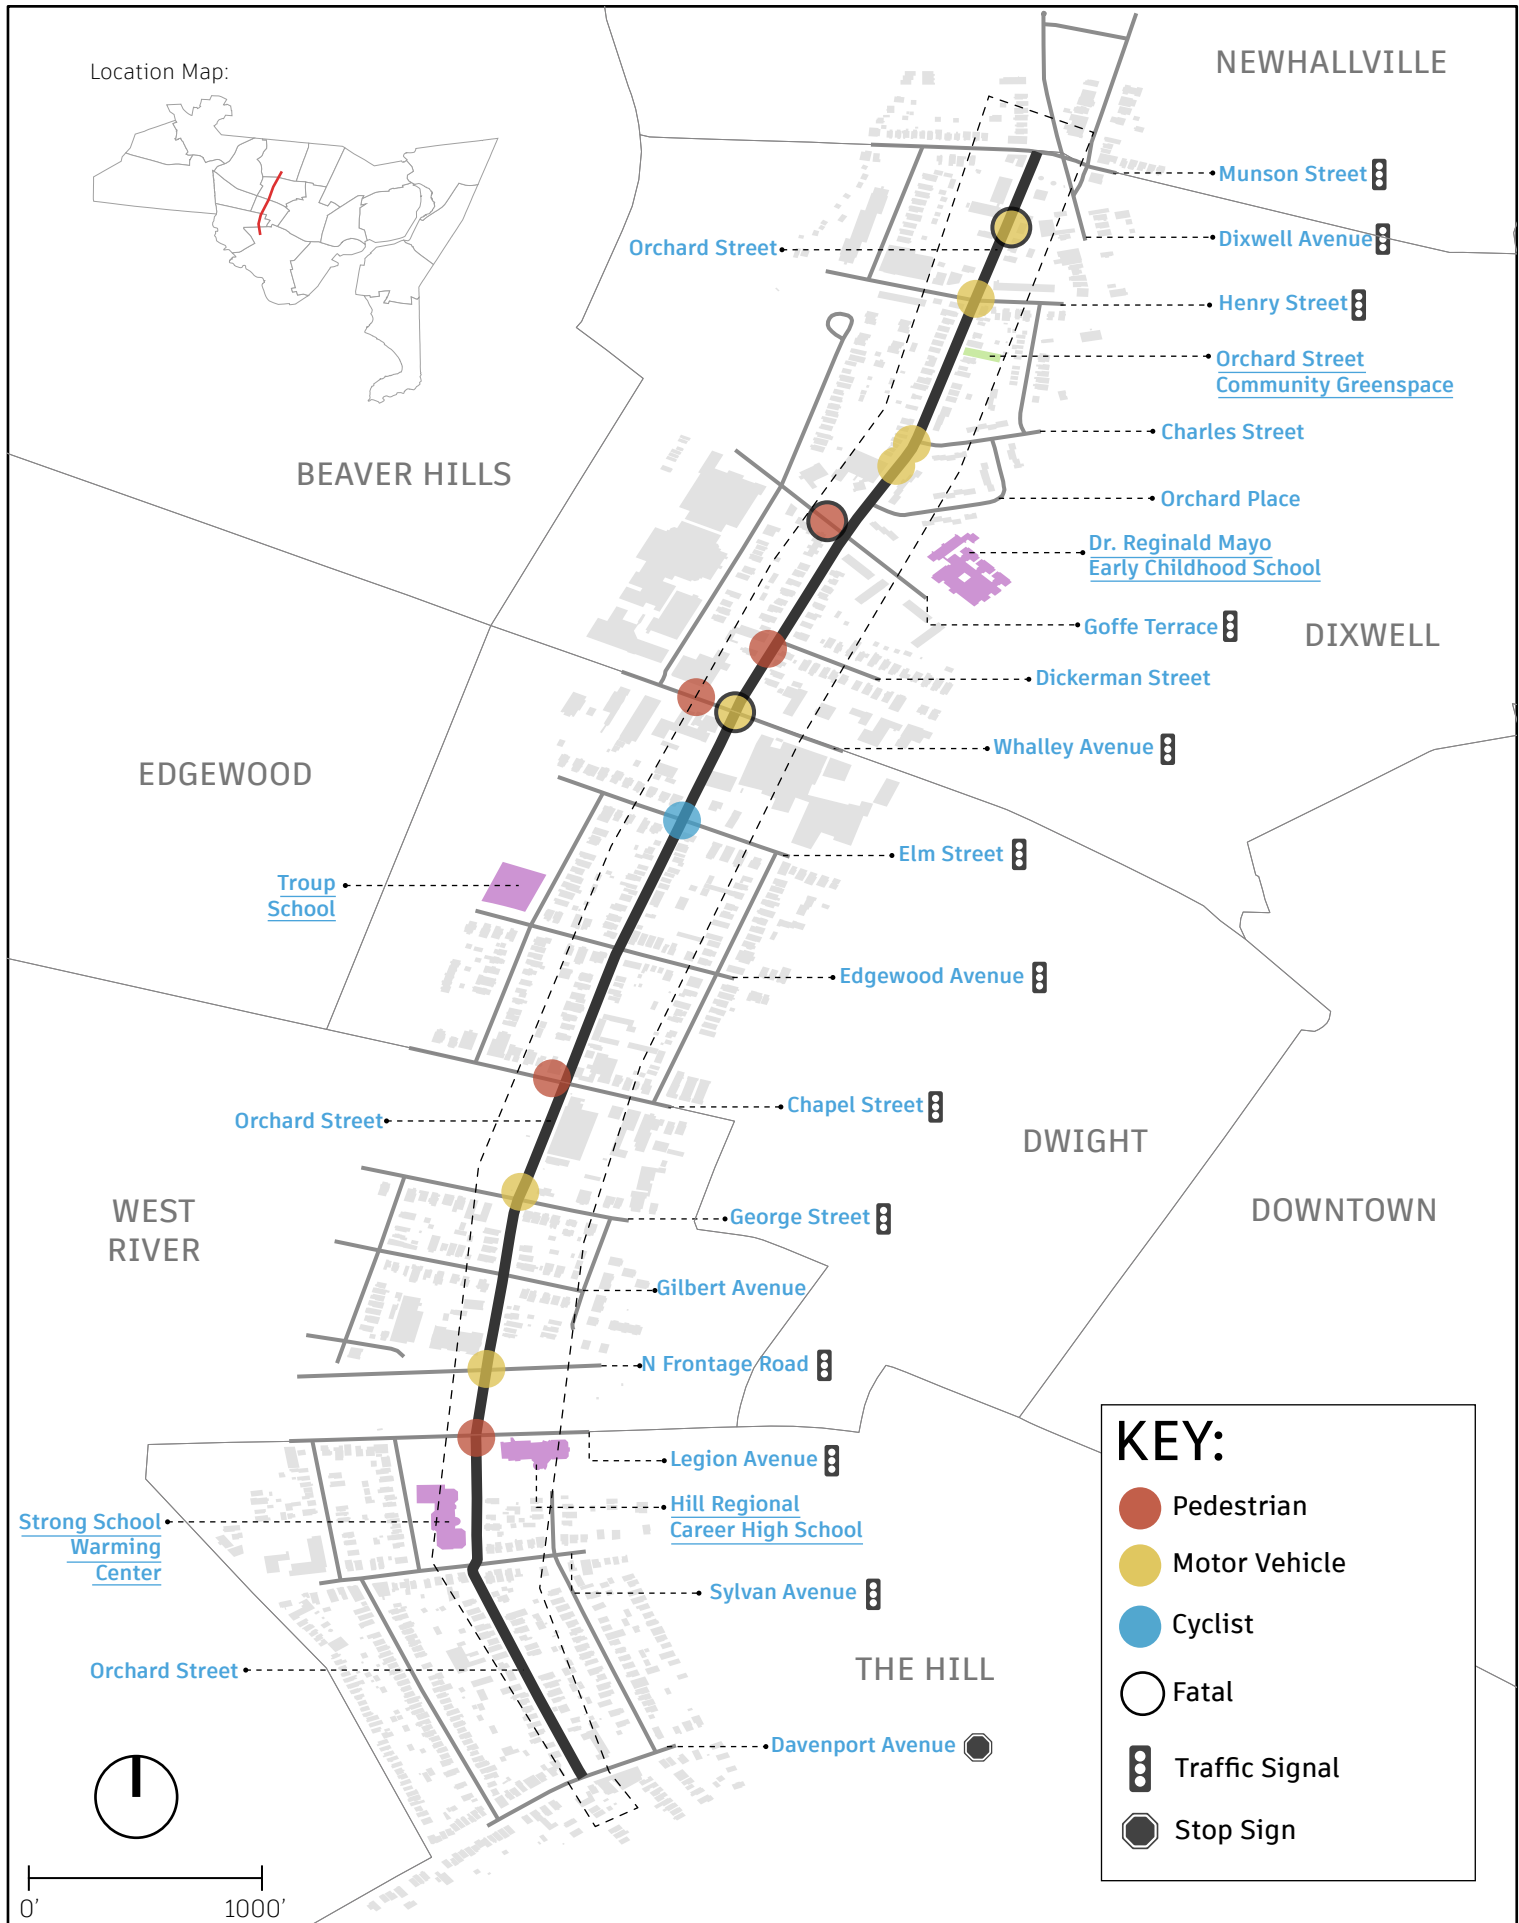 Location Map:
NEWHALLVILLE
Munson Street
Orchard Street
Dixwell Avenue
Henry Street
Orchard Street
Community Greenspace
Charles Street
BEAVER HILLS
Orchard Place
Dr. Reginald Mayo
Early Childhood School
Goffe Terrace
DIXWELL
Dickerman Street
Whalley Avenue
EDGEWOOD
Elm Street
Troup
School
Edgewood Avenue
Chapel Street
Orchard Street
DWIGHT
WEST
RIVER
George Street
DOWNTOWN
Gilbert Avenue
N Frontage Road
Legion Avenue
Hill Regional
Career High School
Strong School
Warming
Center
Sylvan Avenue
Orchard Street
THE HILL
Davenport Avenue
KEY:
Pedestrian
Motor Vehicle
Cyclist
Fatal
Traffic Signal
Stop Sign
0'
1000'